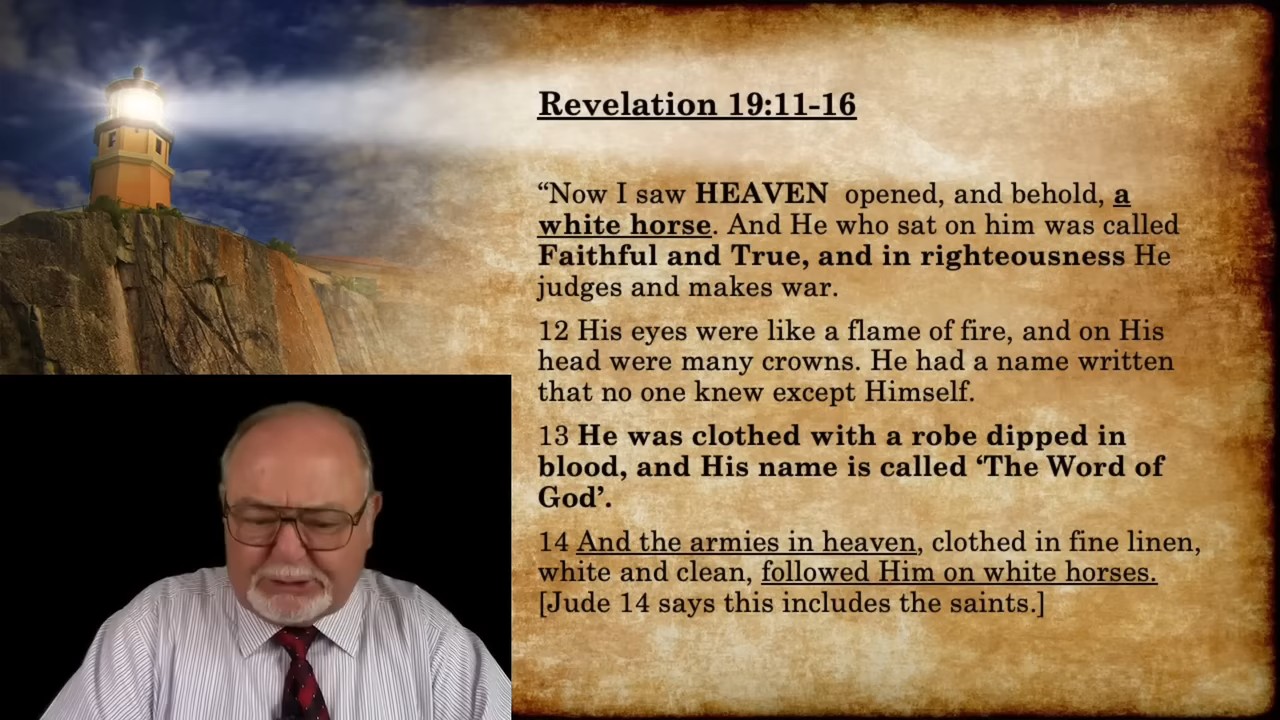 Revelation 19:11-16
“Now I saw HEAVEN opened, and behold, a
white horse. And He who sat on him was called
Faithful and True, and in righteousness He
judges and makes war.
12 His eyes were like a flame of fire, and on His
head were many crowns. He had a name written
that no one knew except Himself.
13 He was clothed with a robe dipped in
blood, and His name is called ‘The Word of
God’.
14 And the armies in heaven, clothed in fine linen,
white and clean, followed Him on white horses.
[Jude 14 says this includes the saints.]